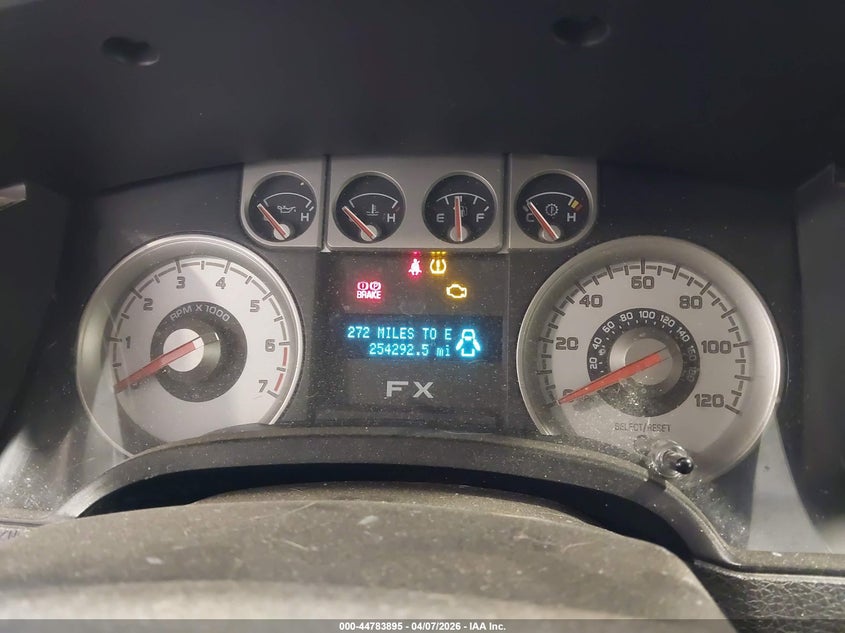 H
H
E F
C H
1 2 3 4 5 6 7
RPM X 1000
BRAKE
272 MILES TO E
254292.5 mi
FX
0 20 40 60 80 100 120
20 40 60 80 100 120 140
SELECT/RESET
000-44783895 - 04/07/2026 - IAA Inc.